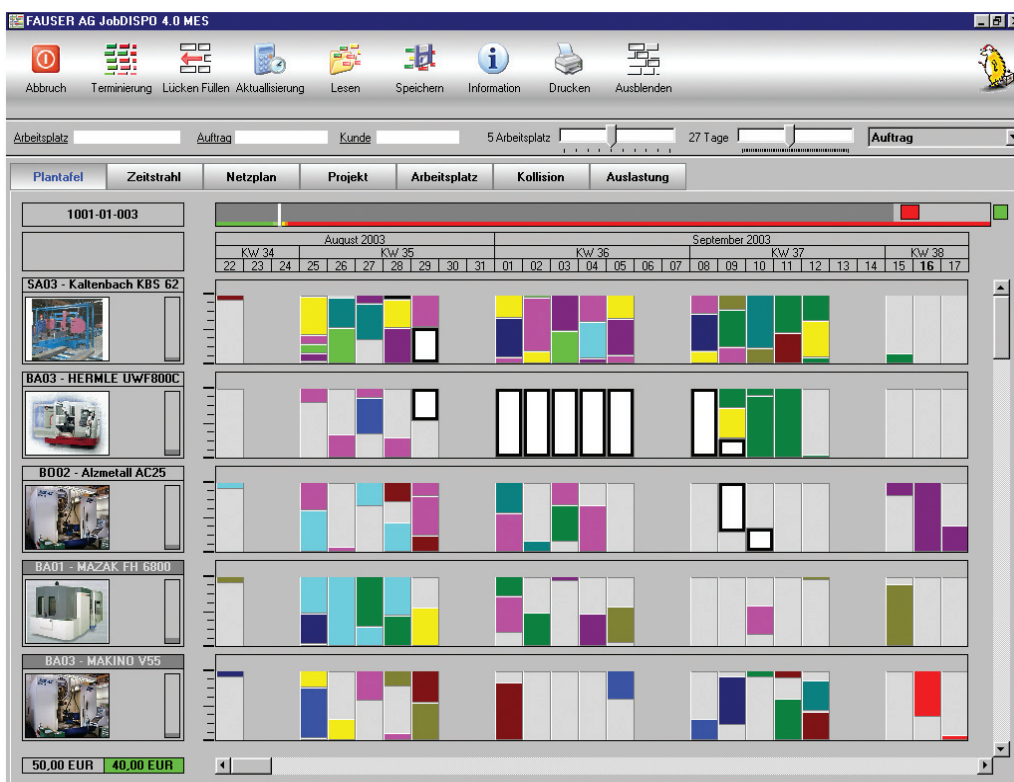 FAUSER AG JobDISPO 4.0 MES
Abbruch Terminierung Lücken Füllen Aktuallisierung Lesen Speichern Information Drucken Ausblenden
Arbeitsplatz Auftrag Kunde 5 Arbeitsplatz 27 Tage Auftrag
Plantafel Zeitstrahl Netzplan Projekt Arbeitsplatz Kollision Auslastung
1001-01-003
August 2003 September 2003
KW 34 KW 35 KW 36 KW 37 KW 38
22 23 24 25 26 27 28 29 30 31 01 02 03 04 05 06 07 08 09 10 11 12 13 14 15 16 17
SA03 - Kaltenbach KBS 62
BA03 - HERMLE UWF800C
BO02 - Alzmetall AC25
BA01 - MAZAK FH 6800
BA03 - MAKINO V55
50,00 EUR 40,00 EUR